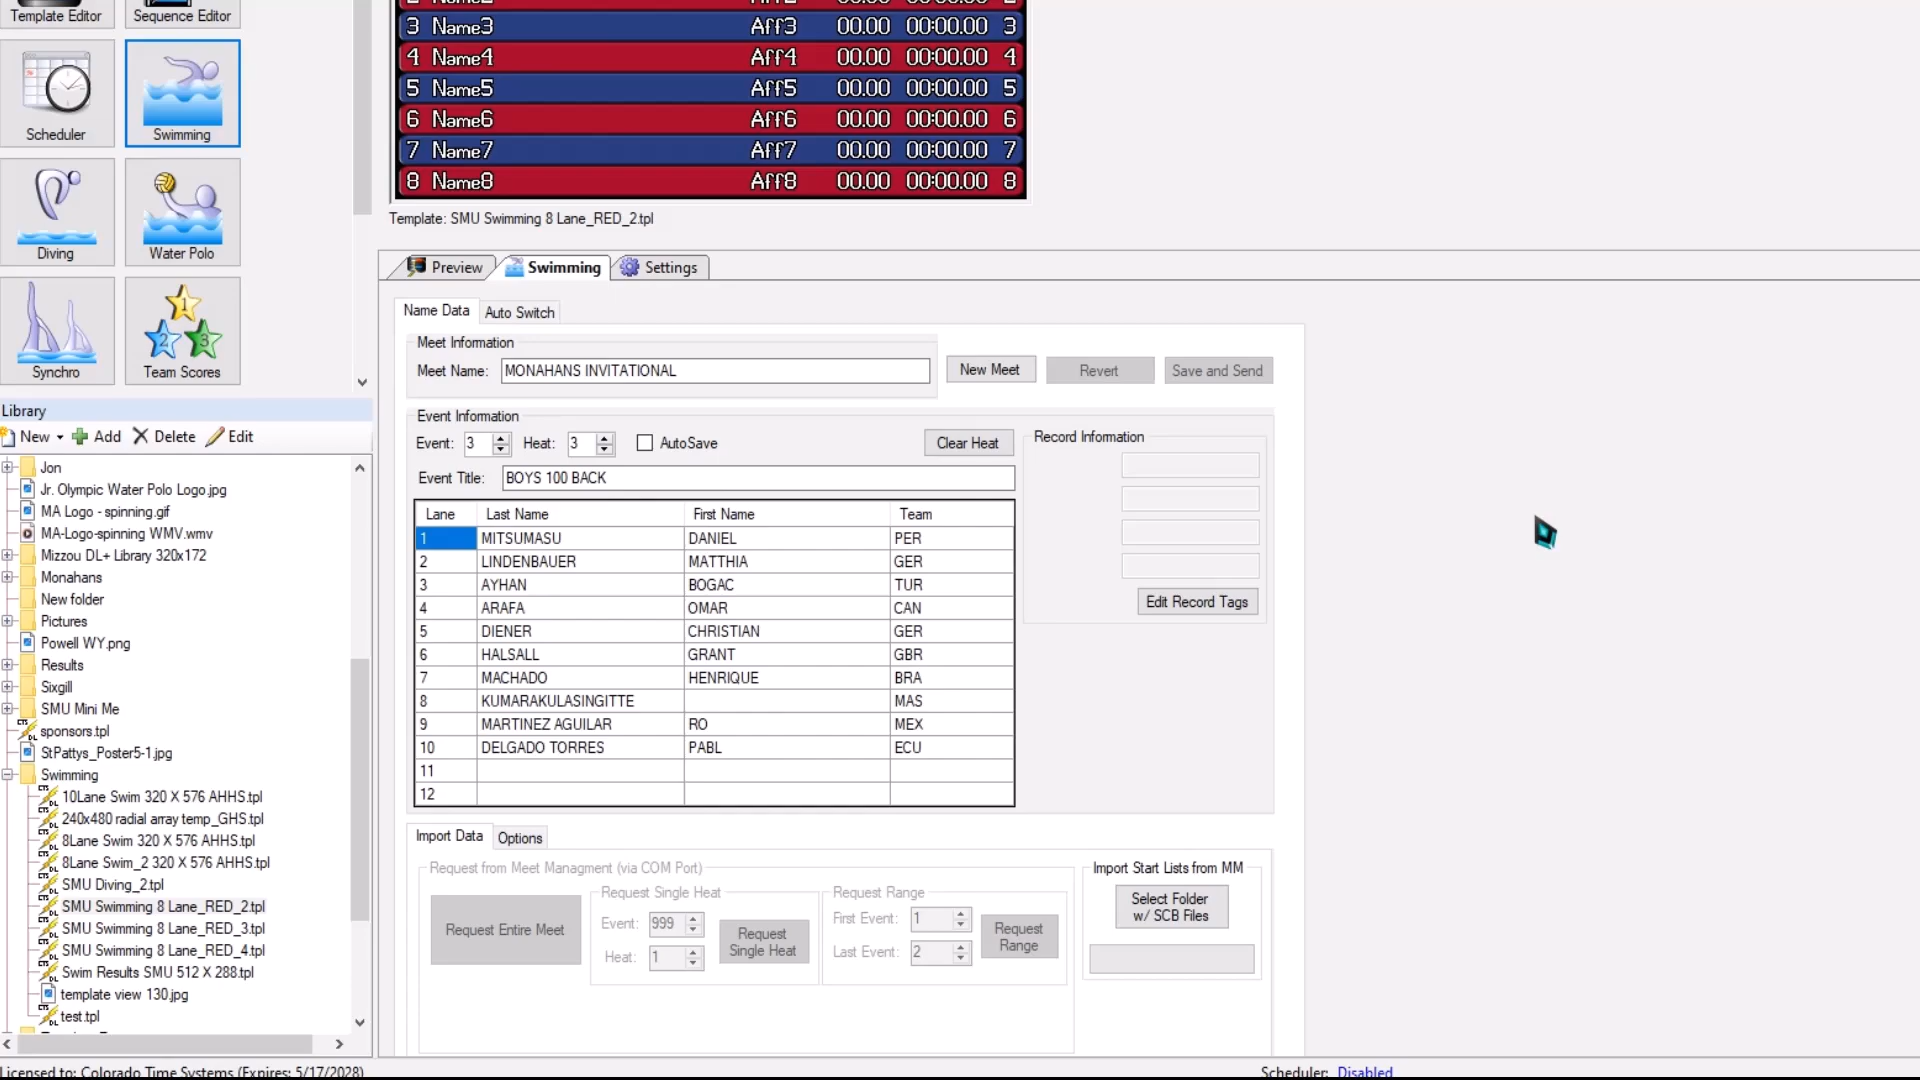 Template Editor
Sequence Editor
Scheduler
Swimming
Diving
Water Polo
Synchro
Team Scores
Library
New
Add
Delete
Edit
Jon
Jr. Olympic Water Polo Logo.jpg
MA Logo - spinning.gif
MA-Logo-spinning WMV.wmv
Mizzou DL+ Library 320x172
Monahans
New folder
Pictures
Powell WY.png
Results
Sixgill
SMU Mini Me
sponsors.tpl
StPattys_Poster5-1.jpg
Swimming
10Lane Swim 320 X 576 AHHS.tpl
240x480 radial array temp_GHS.tpl
8Lane Swim 320 X 576 AHHS.tpl
8Lane Swim_2 320 X 576 AHHS.tpl
SMU Diving_2.tpl
SMU Swimming 8 Lane_RED_2.tpl
SMU Swimming 8 Lane_RED_3.tpl
SMU Swimming 8 Lane_RED_4.tpl
Swim Results SMU 512 X 288.tpl
template view 130.jpg
test.tpl
2 Name2 Aff2 00.00 00:00.00 2
3 Name3 Aff3 00.00 00:00.00 3
4 Name4 Aff4 00.00 00:00.00 4
5 Name5 Aff5 00.00 00:00.00 5
6 Name6 Aff6 00.00 00:00.00 6
7 Name7 Aff7 00.00 00:00.00 7
8 Name8 Aff8 00.00 00:00.00 8
Template: SMU Swimming 8 Lane_RED_2.tpl
Preview Swimming Settings
Name Data Auto Switch
Meet Information
Meet Name: MONAHANS INVITATIONAL New Meet Revert Save and Send
Event Information
Event: 3 Heat: 3 AutoSave Clear Heat
Event Title: BOYS 100 BACK
Record Information
Edit Record Tags
Lane Last Name First Name Team
1 MITSUMASU DANIEL PER
2 LINDENBAUER MATTHIA GER
3 AYHAN BOGAC TUR
4 ARAFA OMAR CAN
5 DIENER CHRISTIAN GER
6 HALSALL GRANT GBR
7 MACHADO HENRIQUE BRA
8 KUMARAKULASINGITTE MAS
9 MARTINEZ AGUILAR RO MEX
10 DELGADO TORRES PABL ECU
11
12
Import Data Options
Request from Meet Managment (via COM Port)
Request Entire Meet
Request Single Heat
Event: 999
Heat: 1
Request Single Heat
Request Range
First Event: 1
Last Event: 2
Request Range
Import Start Lists from MM
Select Folder w/ SCB Files
Licensed to: Colorado Time Systems (Expires: 5/17/2028)
Scheduler: Disabled